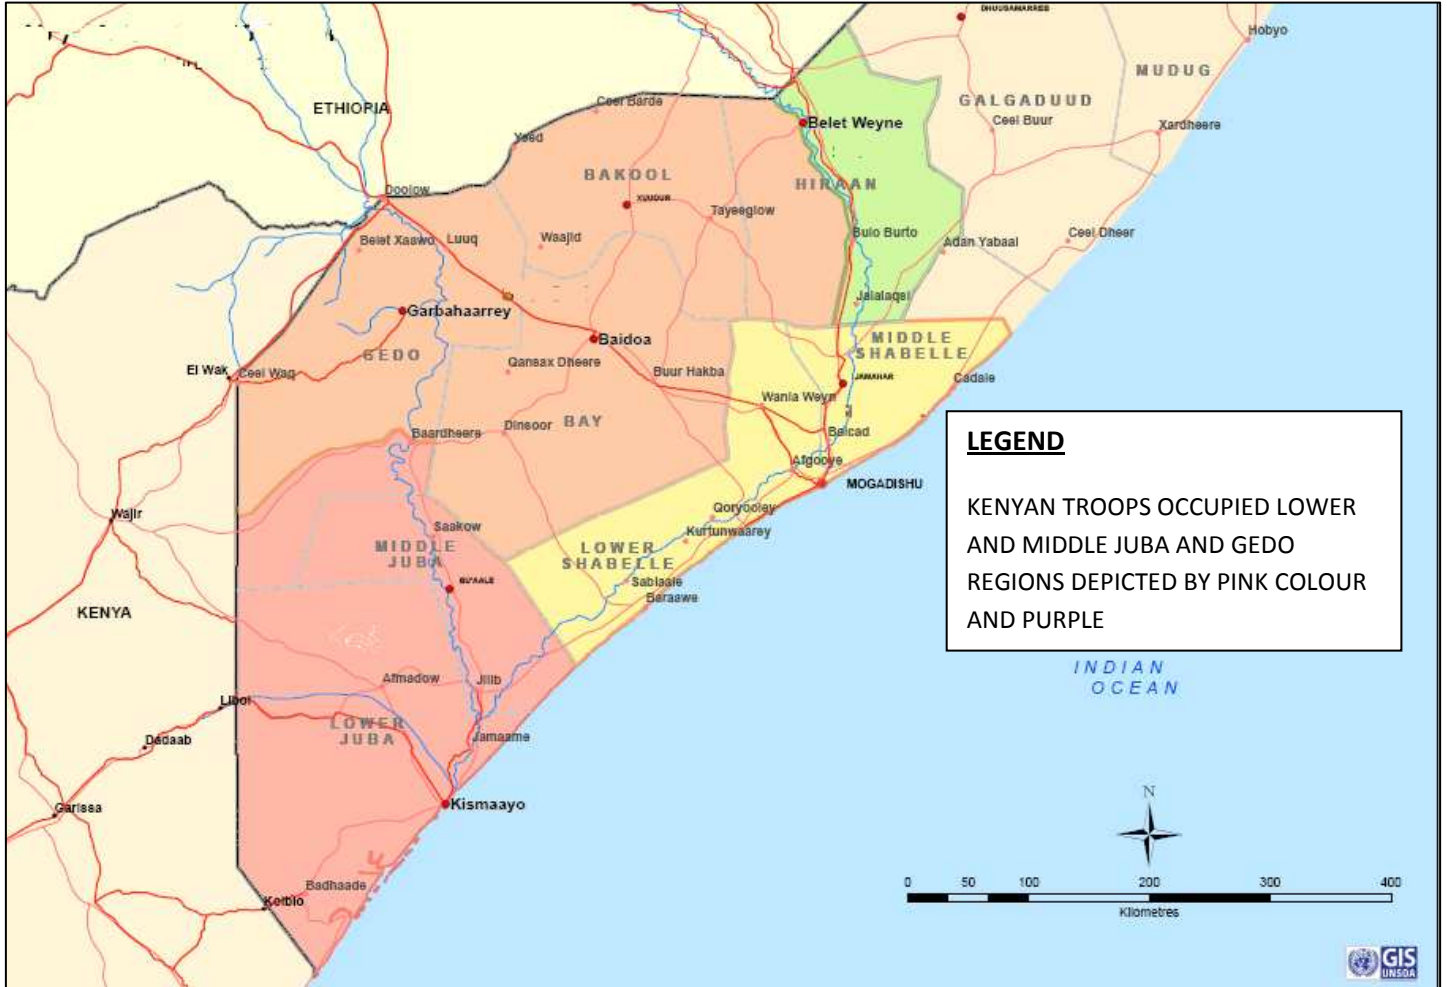 DHUUSAMARREB
Hobyo
MUDUG
GALGADUUD
Ceel Buur
Xardheere
ETHIOPIA
Ceel Barde
Yeed
Belet Weyne
BAKOOL
HIRAAN
XUDUR
Doolow
Tayeeglow
Belet Xaawo
Luuq
Waajid
Bulo Burto
Adan Yabaal
Ceel Dheer
Garbahaarrey
Jalalaqsi
GEDO
Baidoa
MIDDLE
SHABELLE
El Wak
Ceel Waq
Qansax Dheere
Buur Hakba
JAWHAR
Cadale
Wanla Weyn
BAY
Dinsoor
Baardheere
Balcad
Afgooye
MOGADISHU
LEGEND
KENYAN TROOPS OCCUPIED LOWER
AND MIDDLE JUBA AND GEDO
REGIONS DEPICTED BY PINK COLOUR
AND PURPLE
Wajir
Saakow
Qoryooley
Kurtunwaarey
MIDDLE
JUBA
LOWER
SHABELLE
BU'AALE
Sablaale
Baraawe
KENYA
INDIAN
OCEAN
Afmadow
Jilib
Liboi
LOWER
JUBA
Jamaame
Dadaab
Garissa
Kismaayo
N
Badhaade
Kolbio
0 50 100 200 300 400
Kilometres
GIS
UNSOA